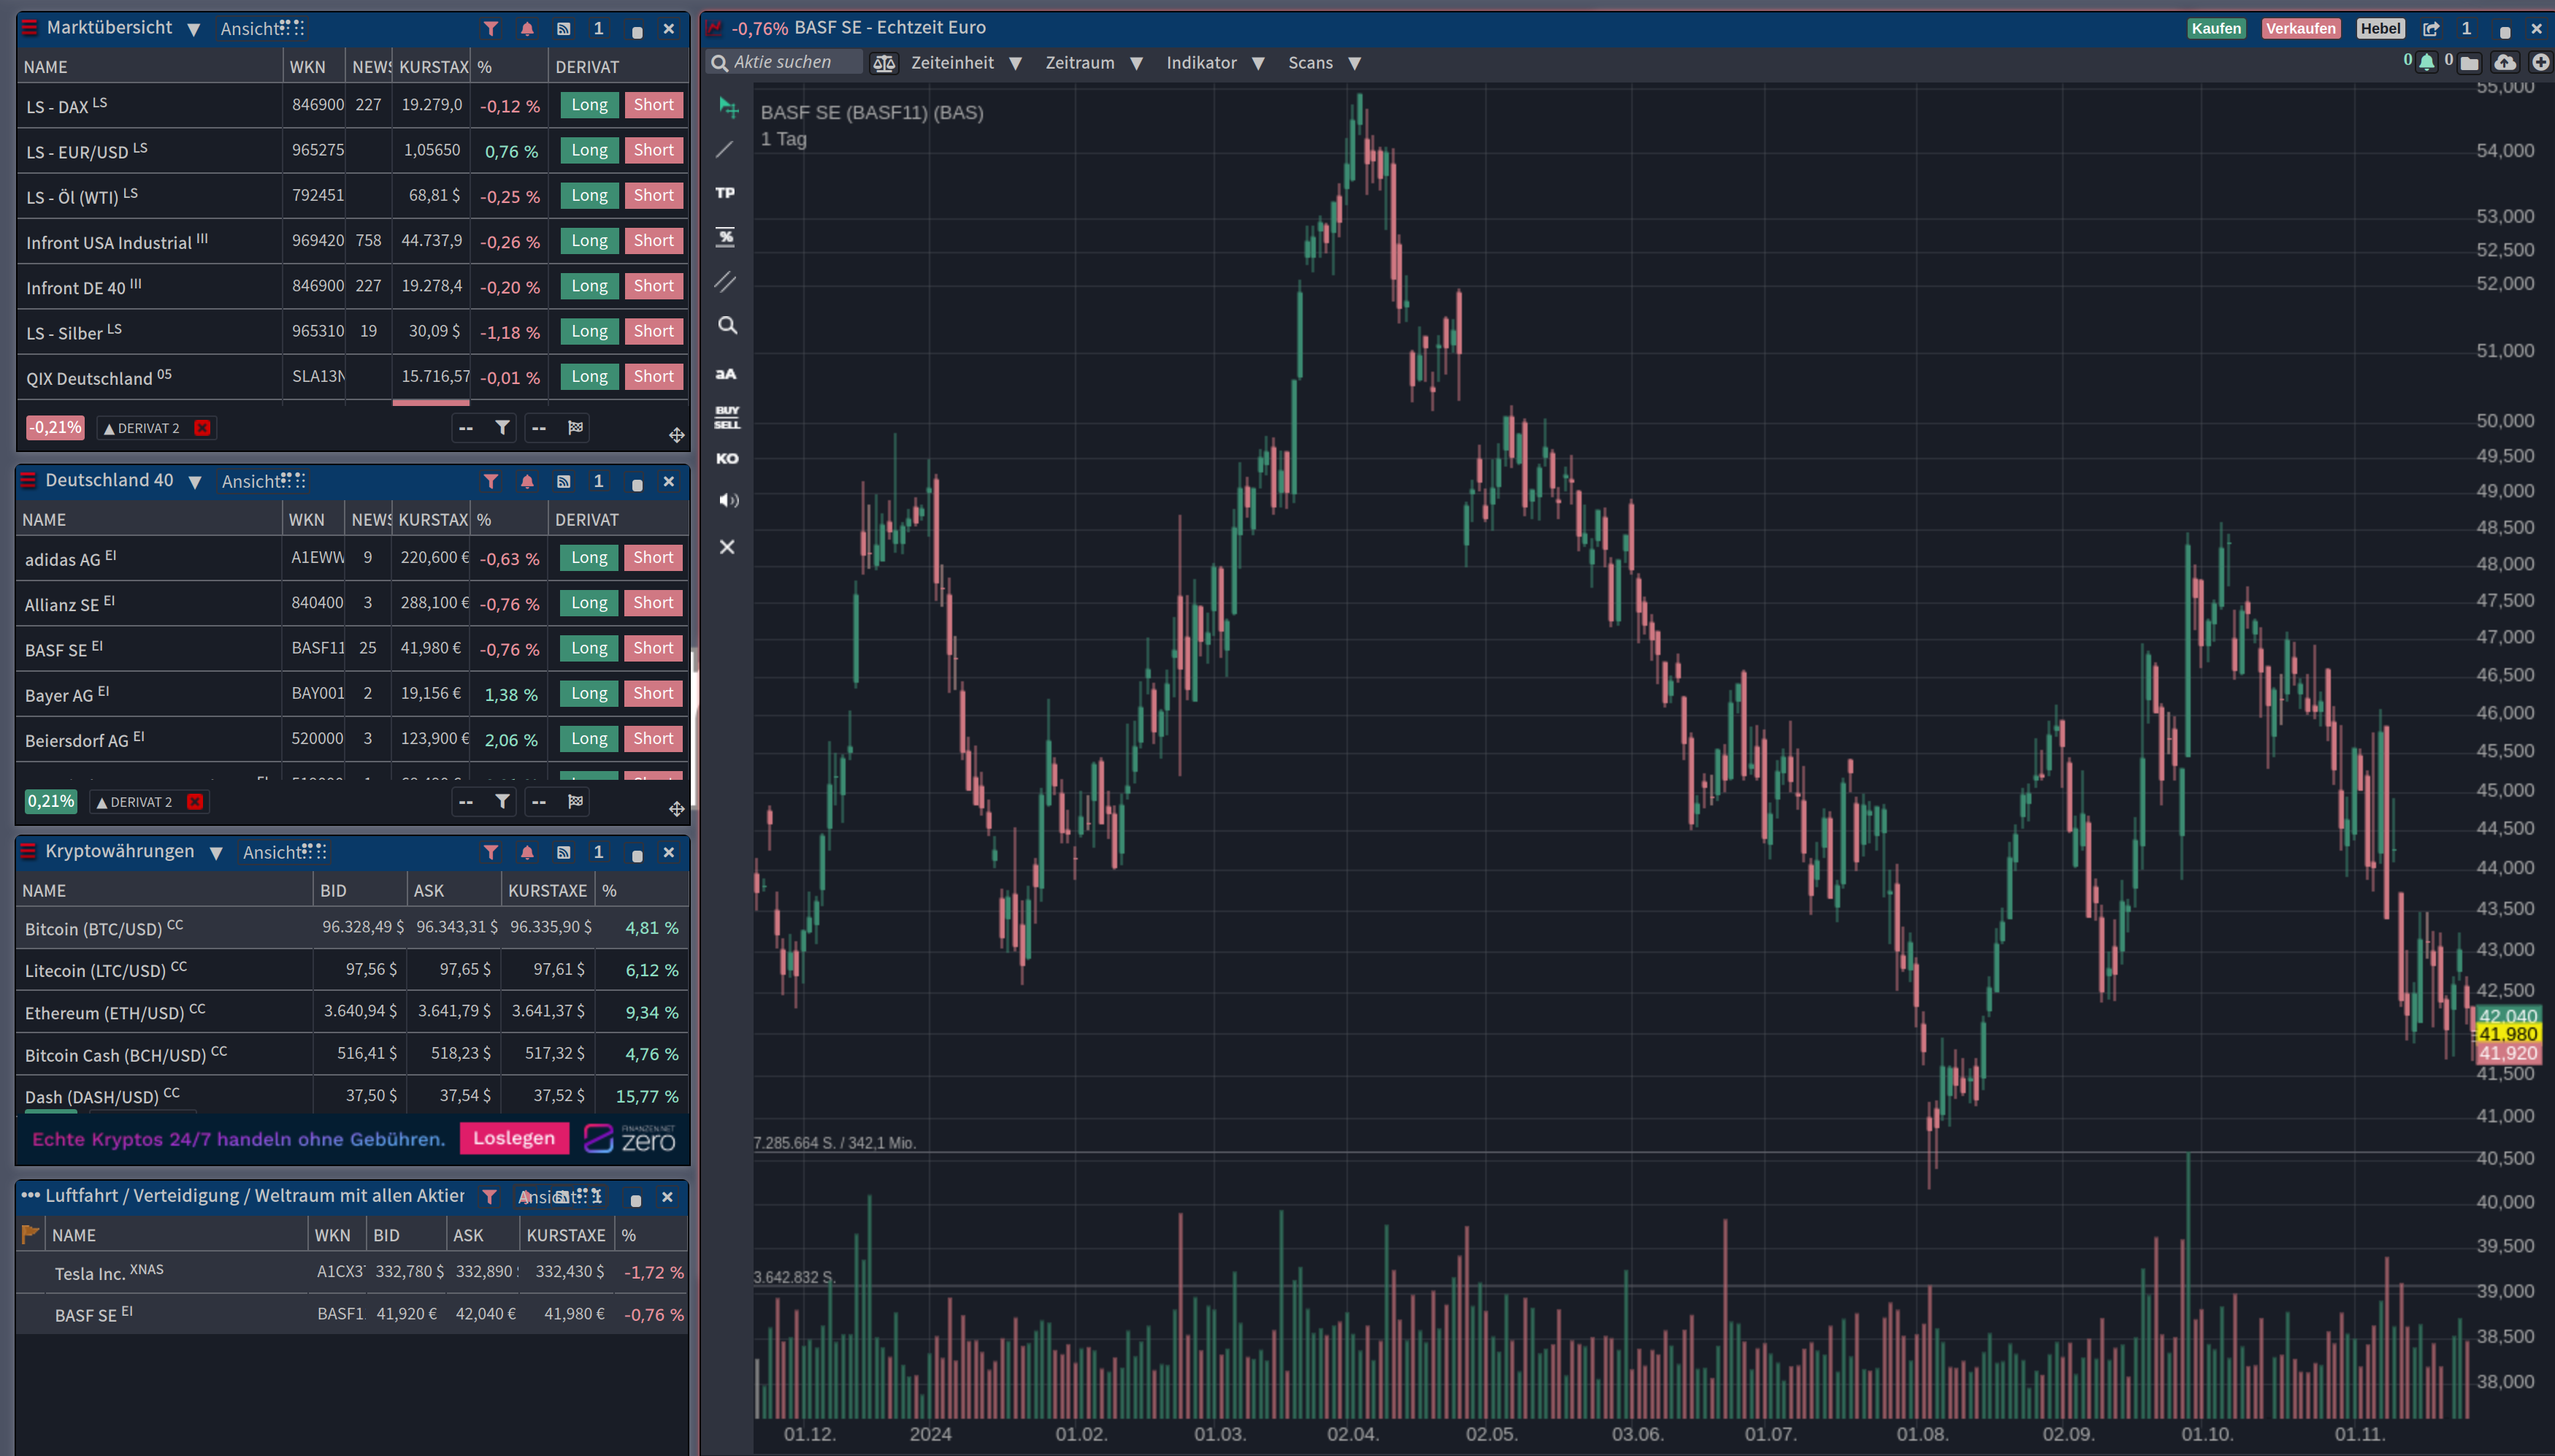 Marktübersicht ▼ Ansicht 1 ×
NAME WKN NEWS KURSTAX % DERIVAT
LS - DAX LS 846900 227 19.279,0 -0,12 % Long Short
LS - EUR/USD LS 965275 1,05650 0,76 % Long Short
LS - Öl (WTI) LS 792451 68,81 $ -0,25 % Long Short
Infront USA Industrial III 969420 758 44.737,9 -0,26 % Long Short
Infront DE 40 III 846900 227 19.278,4 -0,20 % Long Short
LS - Silber LS 965310 19 30,09 $ -1,18 % Long Short
QIX Deutschland 05 SLA13N 15.716,57 -0,01 % Long Short
-0,21% ▲ DERIVAT 2 -- --
Deutschland 40 ▼ Ansicht 1 ×
NAME WKN NEWS KURSTAX % DERIVAT
adidas AG EI A1EWW 9 220,600 € -0,63 % Long Short
Allianz SE EI 840400 3 288,100 € -0,76 % Long Short
BASF SE EI BASF11 25 41,980 € -0,76 % Long Short
Bayer AG EI BAY001 2 19,156 € 1,38 % Long Short
Beiersdorf AG EI 520000 3 123,900 € 2,06 % Long Short
0,21% ▲ DERIVAT 2 -- --
Kryptowährungen ▼ Ansicht 1 ×
NAME BID ASK KURSTAXE %
Bitcoin (BTC/USD) CC 96.328,49 $ 96.343,31 $ 96.335,90 $ 4,81 %
Litecoin (LTC/USD) CC 97,56 $ 97,65 $ 97,61 $ 6,12 %
Ethereum (ETH/USD) CC 3.640,94 $ 3.641,79 $ 3.641,37 $ 9,34 %
Bitcoin Cash (BCH/USD) CC 516,41 $ 518,23 $ 517,32 $ 4,76 %
Dash (DASH/USD) CC 37,50 $ 37,54 $ 37,52 $ 15,77 %
Echte Kryptos 24/7 handeln ohne Gebühren. Loslegen FINANZEN.NET zero
Luftfahrt / Verteidigung / Weltraum mit allen Aktier Ansicht 1 ×
NAME WKN BID ASK KURSTAXE %
Tesla Inc. XNAS A1CX3 332,780 $ 332,890 332,430 $ -1,72 %
BASF SE EI BASF1 41,920 € 42,040 € 41,980 € -0,76 %
-0,76% BASF SE - Echtzeit Euro Kaufen Verkaufen Hebel 1 ×
Aktie suchen Zeiteinheit ▼ Zeitraum ▼ Indikator ▼ Scans ▼ 0 0
BASF SE (BASF11) (BAS)
1 Tag
TP
%
aA
BUY
SELL
KO
55,000
54,000
53,000
52,500
52,000
51,000
50,000
49,500
49,000
48,500
48,000
47,500
47,000
46,500
46,000
45,500
45,000
44,500
44,000
43,500
43,000
42,500
42,040
41,980
41,920
41,500
41,000
40,500
40,000
39,500
39,000
38,500
38,000
7.285.664 S. / 342,1 Mio.
3.642.832 S.
01.12. 2024 01.02. 01.03. 02.04. 02.05. 03.06. 01.07. 01.08. 02.09. 01.10. 01.11.